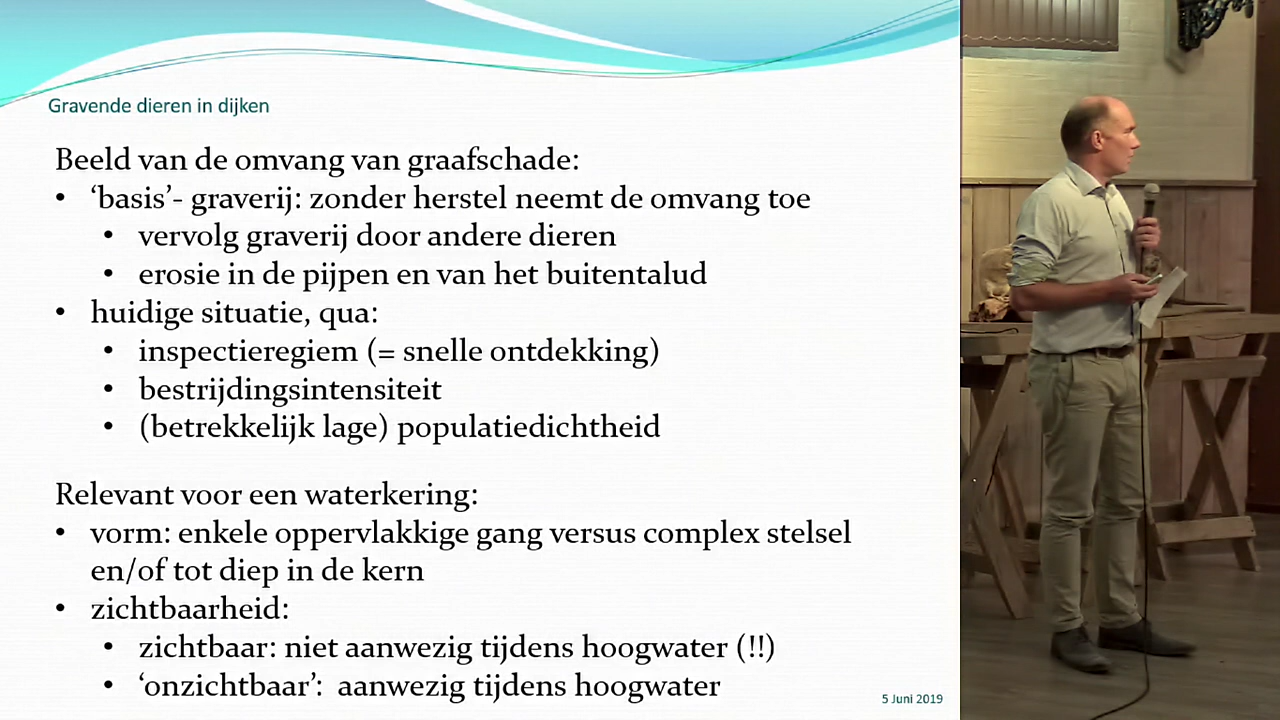 Gravende dieren in dijken
Beeld van de omvang van graafschade:
• ‘basis’- graverij: zonder herstel neemt de omvang toe
• vervolg graverij door andere dieren
• erosie in de pijpen en van het buitentalud
• huidige situatie, qua:
• inspectieregiem (= snelle ontdekking)
• bestrijdingsintensiteit
• (betrekkelijk lage) populatiedichtheid
Relevant voor een waterkering:
• vorm: enkele oppervlakkige gang versus complex stelsel
en/of tot diep in de kern
• zichtbaarheid:
• zichtbaar: niet aanwezig tijdens hoogwater (!!)
• ‘onzichtbaar’:  aanwezig tijdens hoogwater
5 Juni 2019